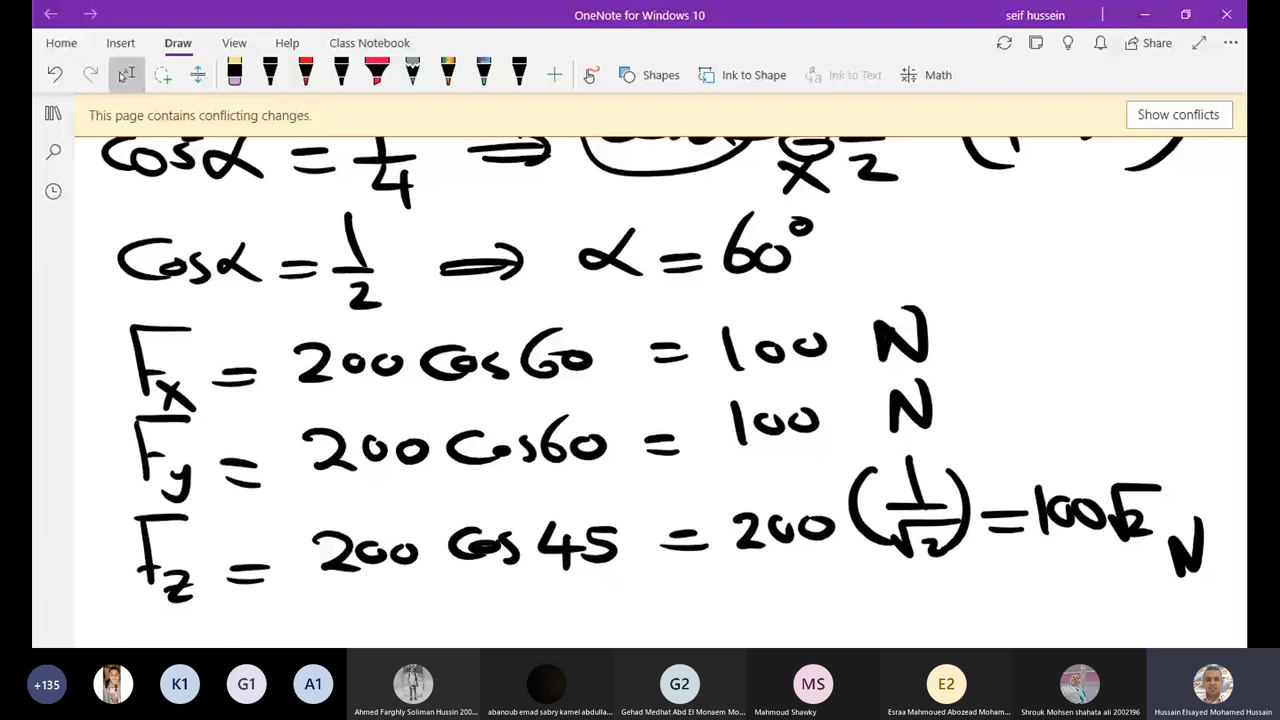 OneNote for Windows 10
seif hussein
Home Insert Draw View Help Class Notebook
Share
Shapes Ink to Shape Ink to Text Math
This page contains conflicting changes.
Show conflicts
Cosα = 1/4 ⇒
Cosα = 1/2 ⇒ α = 60°
Fx = 200 cos 60 = 100 N
Fy = 200 Cos60 = 100 N
Fz = 200 cos 45 = 200 (1/√2) = 100√2 N
+135 K1 G1 A1 G2 MS E2
Ahmed Farghly Soliman Hussin 200...
abanoub emad sabry kamel abdulla...
Gehad Medhat Abd El Monaem Mo...
Mahmoud Shawky
Esraa Mahmoued Abozead Moham...
Shrouk Mohsen shahata ali 2002196
Hussain Elsayed Mohamed Hussain